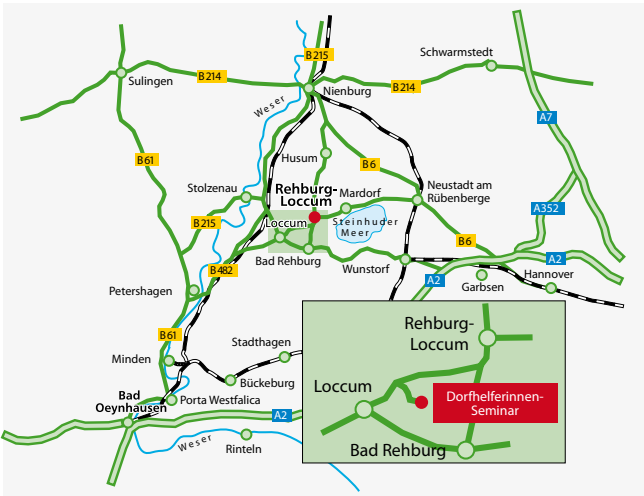 B215
Schwarmstedt
Sulingen
B214
B214
Nienburg
Weser
A7
B61
Husum
B6
Stolzenau
Rehburg-
Loccum
Mardorf
Neustadt am
Rübenberge
A352
B215
Loccum
Steinhuder
Meer
B6
Bad Rehburg
Wunstorf
A2
B482
A2
Hannover
Garbsen
Petershagen
B61
Stadthagen
Minden
Bückeburg
Bad
Oeynhausen
Porta Westfalica
A2
Weser
Rinteln
Rehburg-
Loccum
Loccum
Dorfhelferinnen-
Seminar
Bad Rehburg